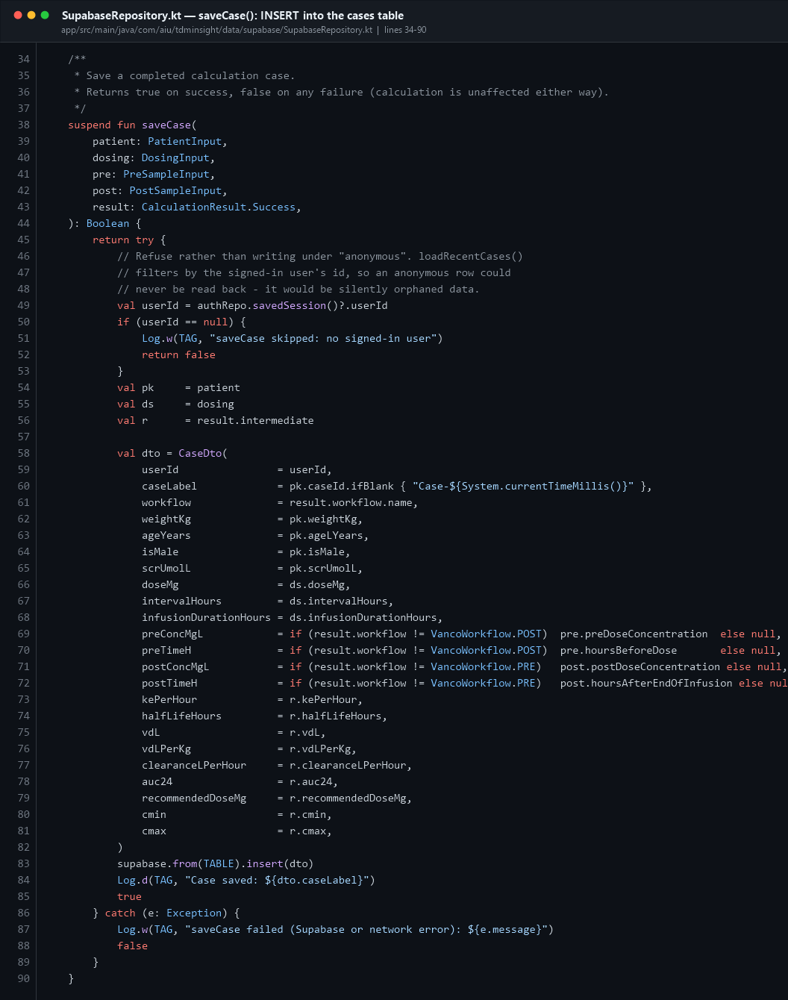 SupabaseRepository.kt — saveCase(): INSERT into the cases table
app/src/main/java/com/aiu/tdminsight/data/supabase/SupabaseRepository.kt | lines 34-90
34 /**
35 * Save a completed calculation case.
36 * Returns true on success, false on any failure (calculation is unaffected either way).
37 */
38 suspend fun saveCase(
39 patient: PatientInput,
40 dosing: DosingInput,
41 pre: PreSampleInput,
42 post: PostSampleInput,
43 result: CalculationResult.Success,
44 ): Boolean {
45 return try {
46 // Refuse rather than writing under "anonymous". loadRecentCases()
47 // filters by the signed-in user's id, so an anonymous row could
48 // never be read back - it would be silently orphaned data.
49 val userId = authRepo.savedSession()?.userId
50 if (userId == null) {
51 Log.w(TAG, "saveCase skipped: no signed-in user")
52 return false
53 }
54 val pk = patient
55 val ds = dosing
56 val r = result.intermediate
57
58 val dto = CaseDto(
59 userId = userId,
60 caseLabel = pk.caseId.ifBlank { "Case-${System.currentTimeMillis()}" },
61 workflow = result.workflow.name,
62 weightKg = pk.weightKg,
63 ageYears = pk.ageLYears,
64 isMale = pk.isMale,
65 scrUmolL = pk.scrUmolL,
66 doseMg = ds.doseMg,
67 intervalHours = ds.intervalHours,
68 infusionDurationHours = ds.infusionDurationHours,
69 preConcMgL = if (result.workflow != VancoWorkflow.POST) pre.preDoseConcentration else null,
70 preTimeH = if (result.workflow != VancoWorkflow.POST) pre.hoursBeforeDose else null,
71 postConcMgL = if (result.workflow != VancoWorkflow.PRE) post.postDoseConcentration else null,
72 postTimeH = if (result.workflow != VancoWorkflow.PRE) post.hoursAfterEndOfInfusion else nul
73 kePerHour = r.kePerHour,
74 halfLifeHours = r.halfLifeHours,
75 vdL = r.vdL,
76 vdLPerKg = r.vdLPerKg,
77 clearanceLPerHour = r.clearanceLPerHour,
78 auc24 = r.auc24,
79 recommendedDoseMg = r.recommendedDoseMg,
80 cmin = r.cmin,
81 cmax = r.cmax,
82 )
83 supabase.from(TABLE).insert(dto)
84 Log.d(TAG, "Case saved: ${dto.caseLabel}")
85 true
86 } catch (e: Exception) {
87 Log.w(TAG, "saveCase failed (Supabase or network error): ${e.message}")
88 false
89 }
90 }